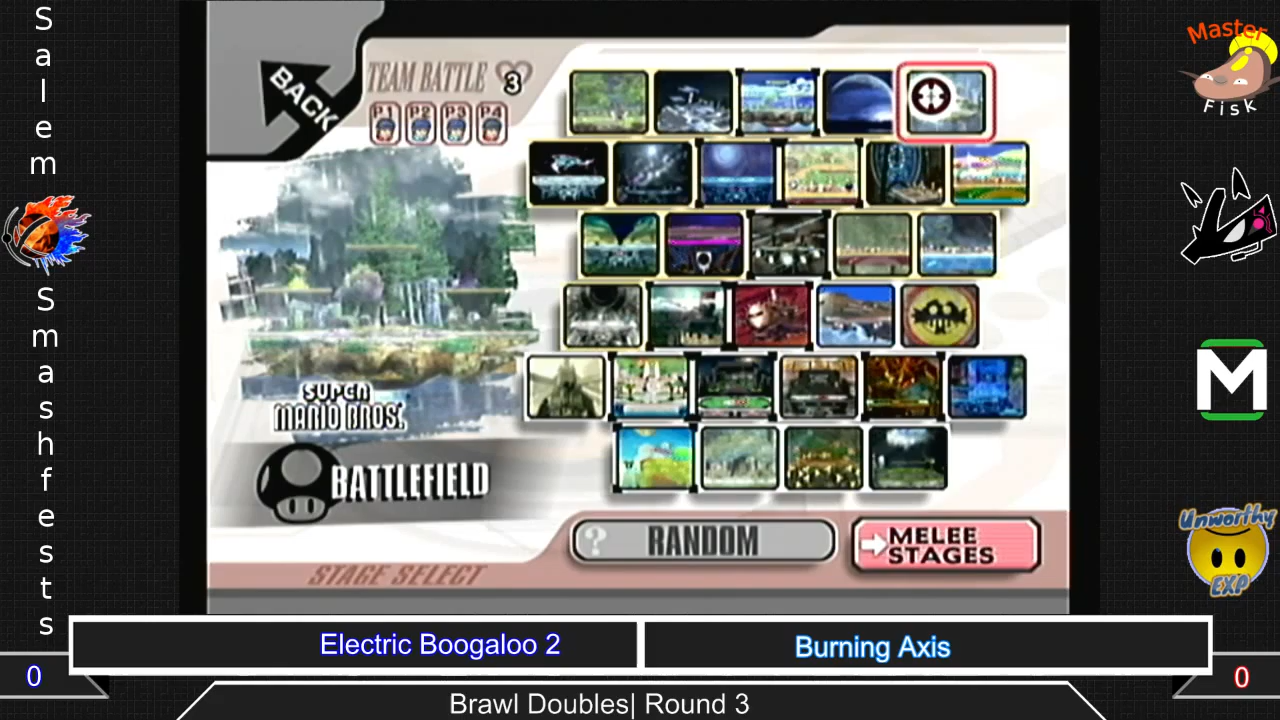 Salem
Smashfests
BACK
TEAM BATTLE 3
P1 P2 P3 P4
SUPER
MARIO BROS.
BATTLEFIELD
? RANDOM
MELEE
STAGES
STAGE SELECT
Master
Fisk
M
Unworthy
EXP
Electric Boogaloo 2
Burning Axis
0
0
Brawl Doubles| Round 3